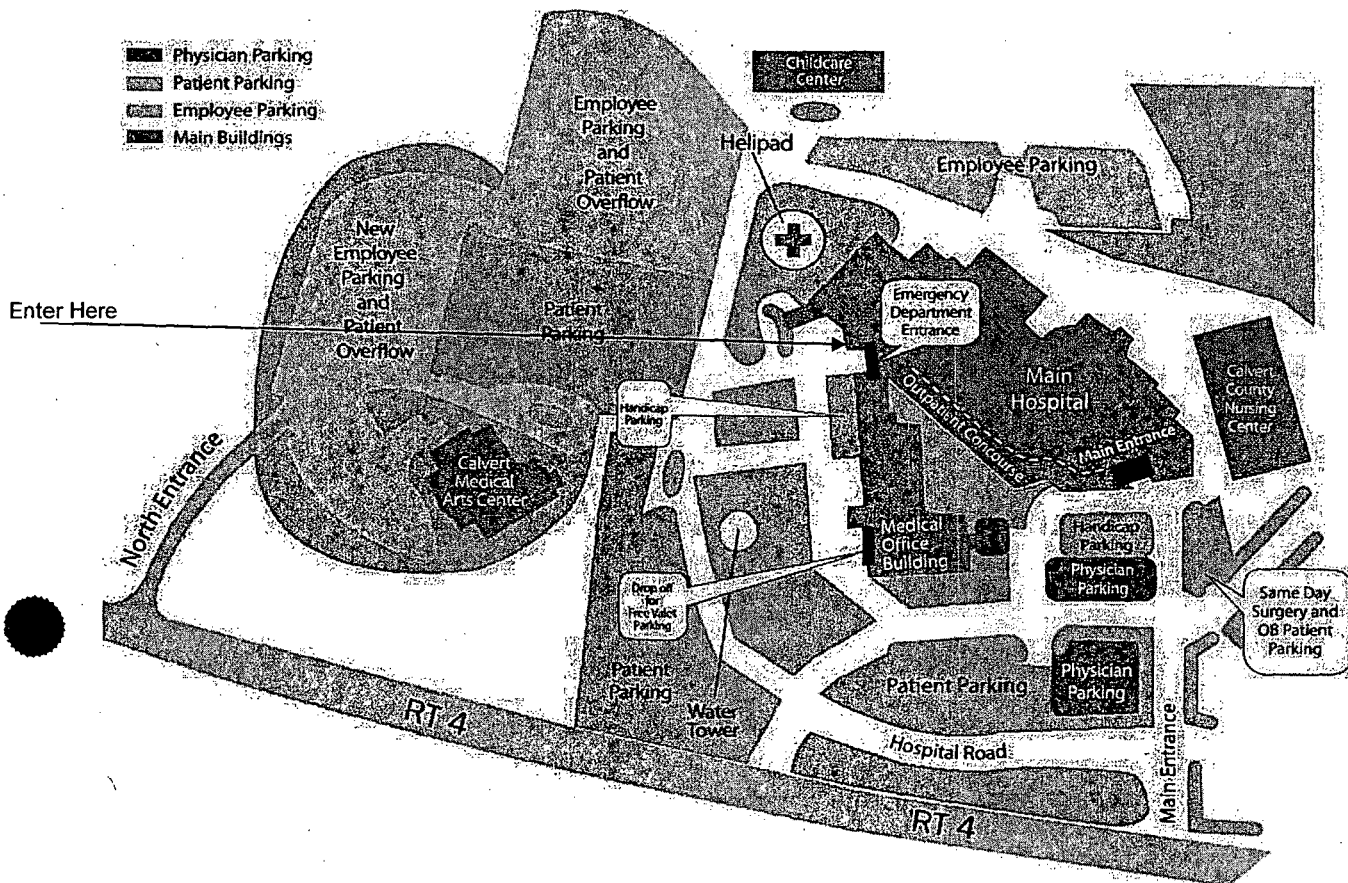 Physician Parking
Patient Parking
Employee Parking
Main Buildings
Childcare
Center
Employee
Parking
and
Patient
Overflow
Helipad
Employee Parking
New
Employee
Parking
and
Patient
Overflow
Enter Here
Patient
Parking
Emergency
Department
Entrance
Main
Hospital
Calvert
County
Nursing
Center
Handicap
Parking
Outpatient Concourse
Main Entrance
North Entrance
Calvert
Medical
Arts Center
Medical
Office
Building
Handicap
Parking
Physician
Parking
Drop off
for
Free Valet
Parking
Same Day
Surgery and
OB Patient
Parking
Patient
Parking
Water
Tower
Patient Parking
Physician
Parking
RT 4
Hospital Road
Main Entrance
RT 4